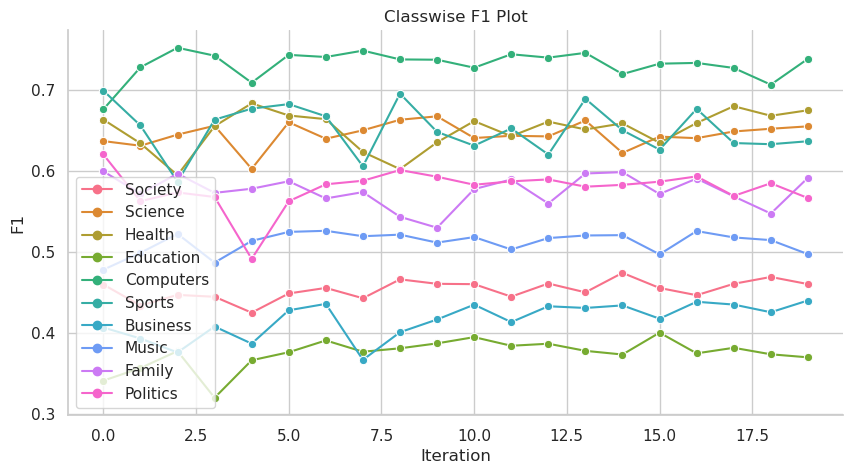 Classwise F1 Plot
F1
0.7
0.6
0.5
0.4
0.3
Society
Science
Health
Education
Computers
Sports
Business
Music
Family
Politics
0.0 2.5 5.0 7.5 10.0 12.5 15.0 17.5
Iteration